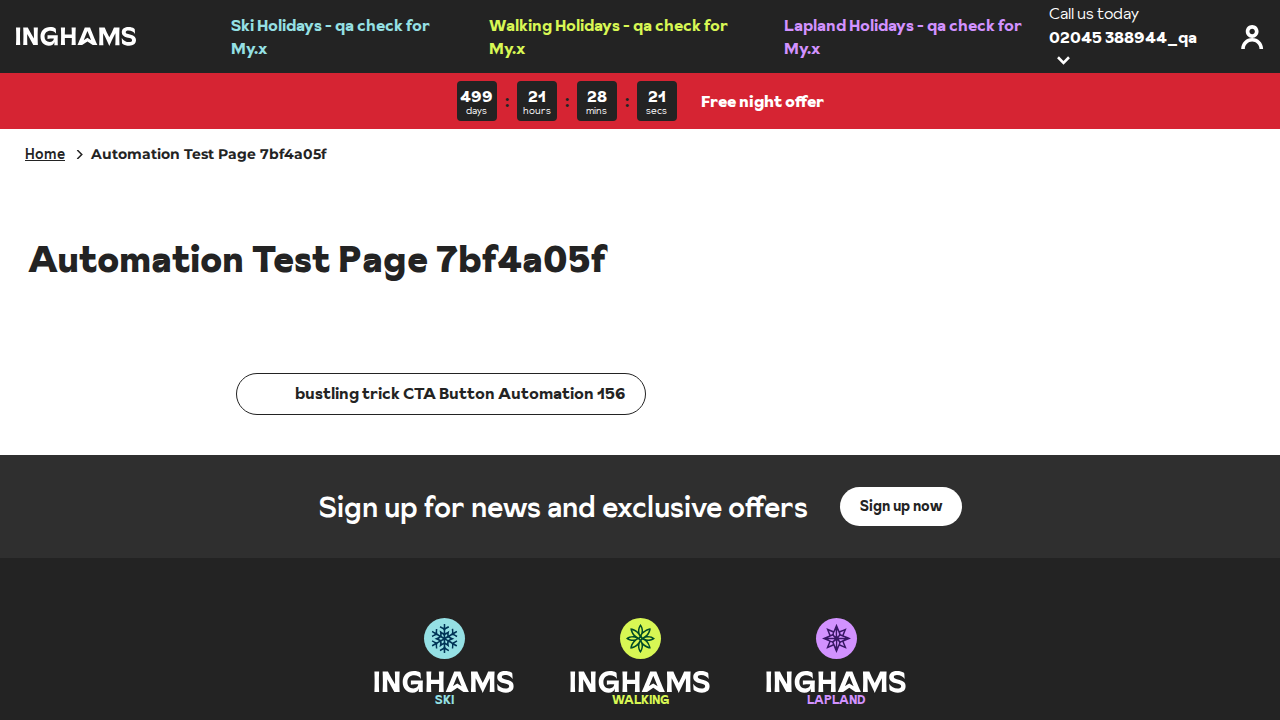 INGHAMS
Ski Holidays - qa check for
My.x
Walking Holidays - qa check for
My.x
Lapland Holidays - qa check for
My.x
Call us today
02045 388944_qa
499 : 21 : 28 : 21
days hours mins secs
Free night offer
Home > Automation Test Page 7bf4a05f
Automation Test Page 7bf4a05f
bustling trick CTA Button Automation 156
Sign up for news and exclusive offers
Sign up now
INGHAMS INGHAMS INGHAMS
SKI WALKING LAPLAND